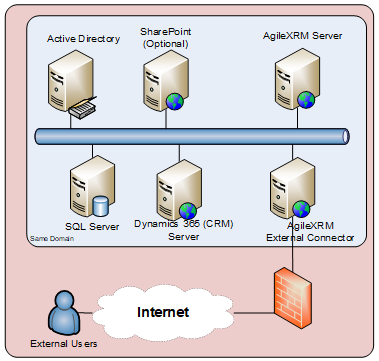 Active Directory
SharePoint
(Optional)
AgileXRM Server
SQL Server
Dynamics 365 (CRM)
Server
AgileXRM
External Connector
Same Domain
Internet
External Users